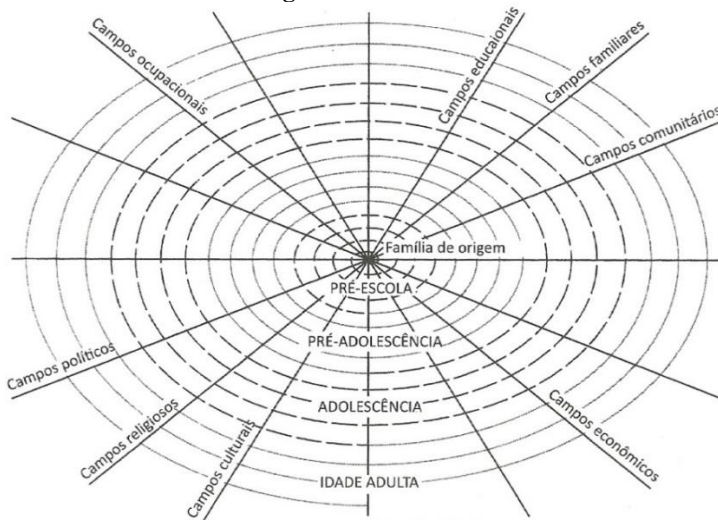 Campos ocupacionais
Campos educaionais
Campos familiares
Campos comunitários
Família de origem
PRÉ-ESCOLA
PRÉ-ADOLESCÊNCIA
Campos políticos
ADOLESCÊNCIA
Campos religiosos
Campos culturais
Campos econômicos
IDADE ADULTA